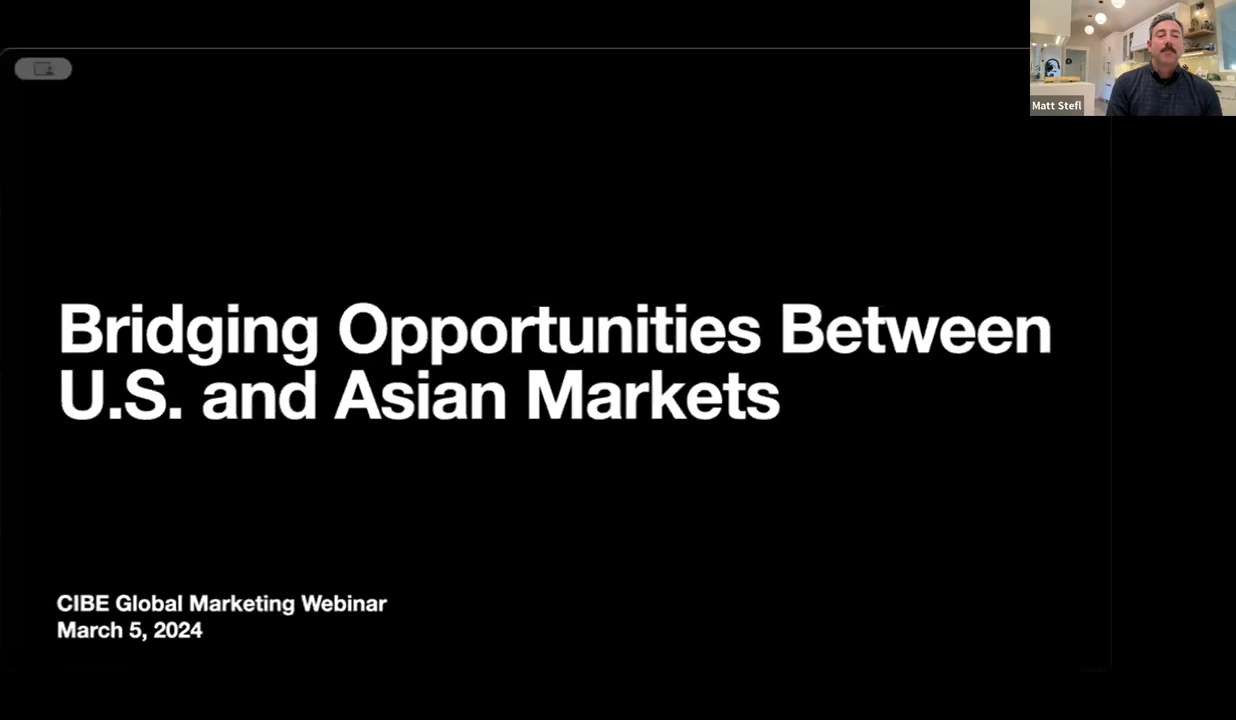 Matt Stefl
Bridging Opportunities Between
U.S. and Asian Markets
CIBE Global Marketing Webinar
March 5, 2024